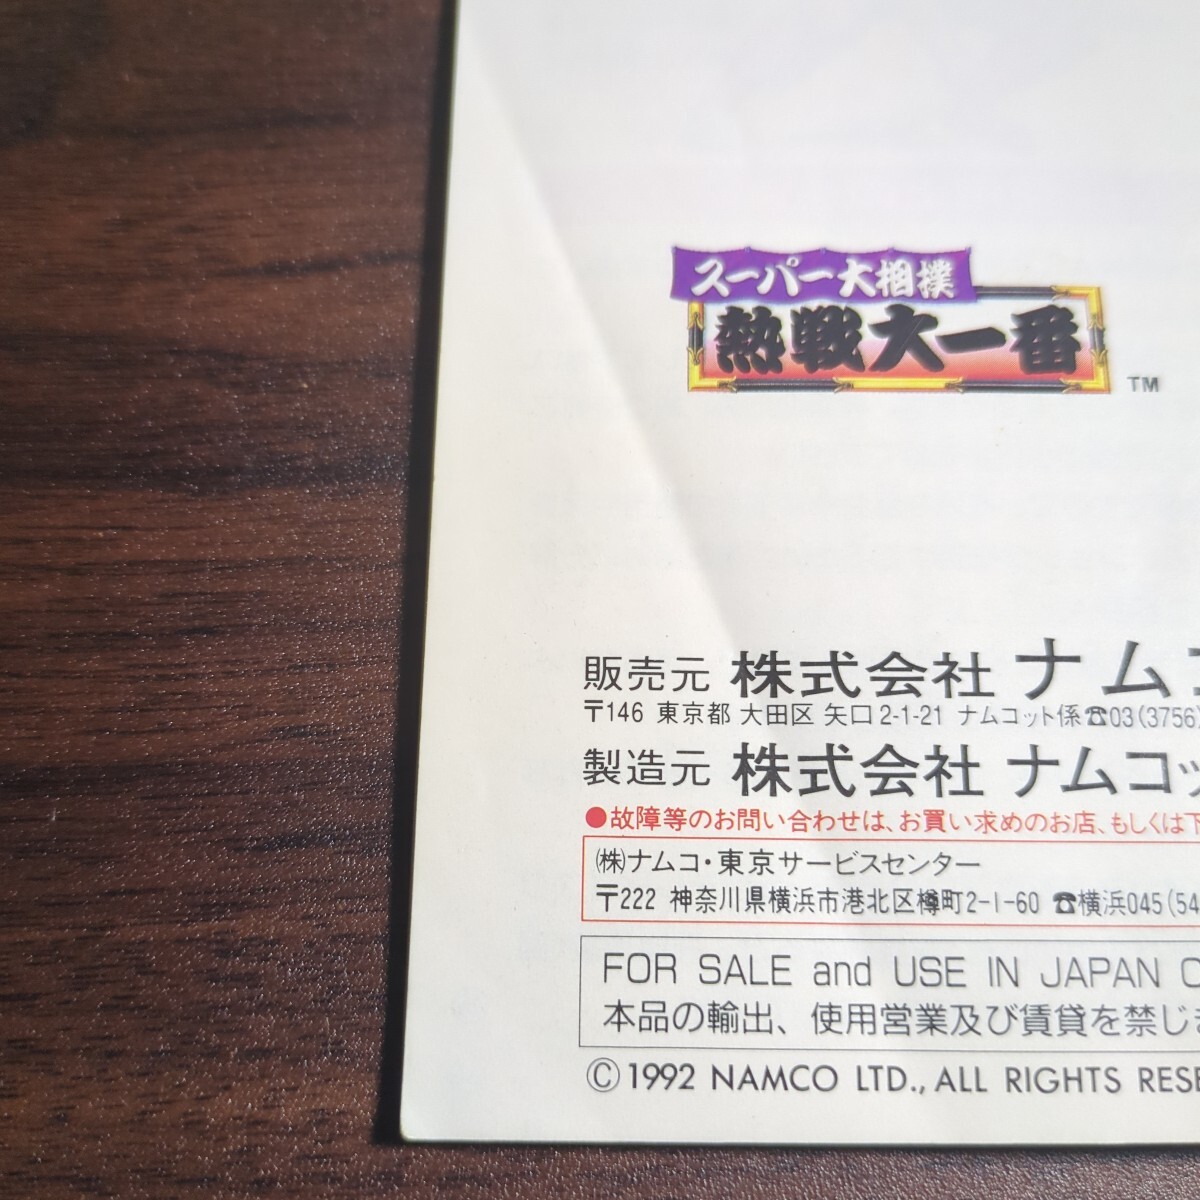 スーパー大相撲
熱戦大一番
TM
販売元 株式会社 ナムコ
〒146 東京都 大田区 矢口2-1-21 ナムコット係☎03(3756)
製造元 株式会社 ナムコッ
●故障等のお問い合わせは、お買い求めのお店、もしくは下
(株)ナムコ・東京サービスセンター
〒222 神奈川県横浜市港北区樽町2-1-60 ☎横浜045(54
FOR SALE and USE IN JAPAN O
本品の輸出、使用営業及び賃貸を禁じま
©1992 NAMCO LTD., ALL RIGHTS RESE